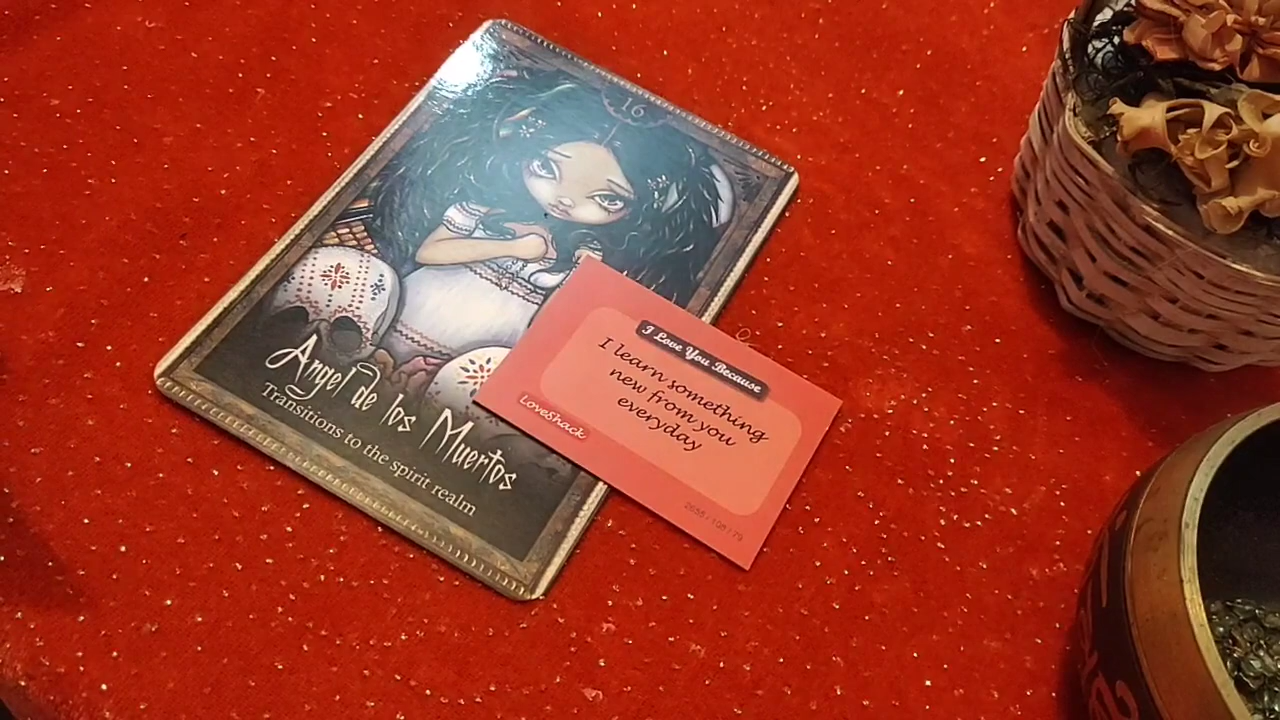 16
Angel de los Muertos
Transitions to the spirit realm
I Love You Because
I learn something
new from you
everyday
LoveShack